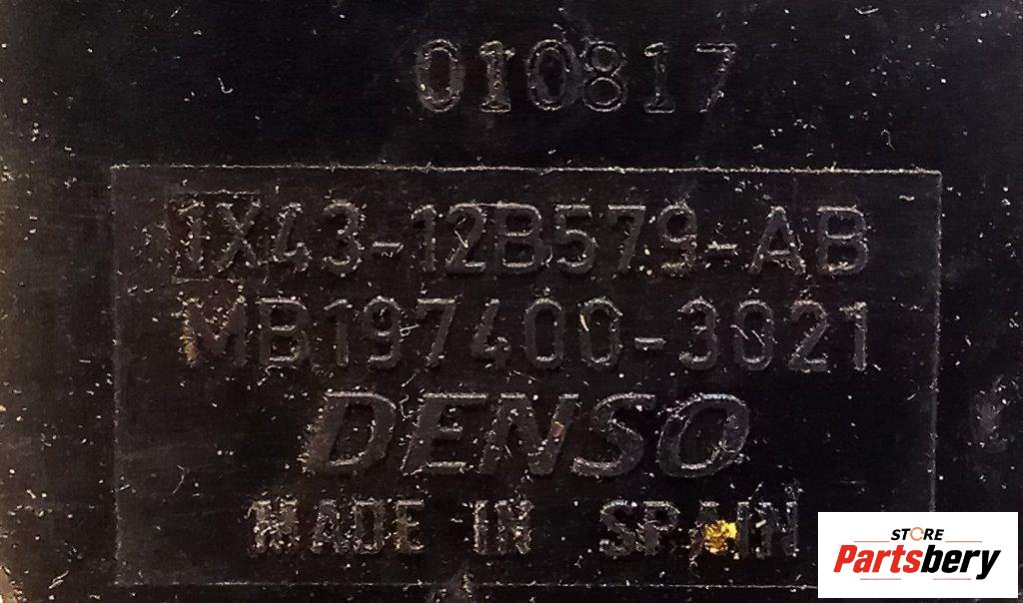 010817
1X43-12B579-AB
MB197400-3021
DENSO
MADE IN SPAIN
STORE
Partsbery